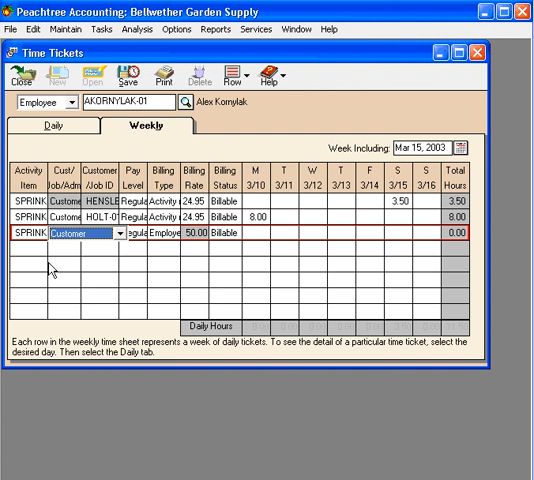 Peachtree Accounting: Bellwether Garden Supply
File Edit Maintain Tasks Analysis Options Reports Services Window Help
Time Tickets
Close New Open Save Print Delete Row Help
Employee AKORNYLAK-01 Alex Kornylak
Daily Weekly
Week Including: Mar 15, 2003
Activity Cust/ Customer Pay Billing Billing Billing M T W T F S S Total
Item Job/Adm /Job ID Level Type Rate Status 3/10 3/11 3/12 3/13 3/14 3/15 3/16 Hours
SPRINK Custome HENSLE Regula Activity 24.95 Billable 3.50 3.50
SPRINK Custome HOLT-0 Regula Activity 24.95 Billable 8.00 8.00
SPRINK Customer egula Employe 50.00 Billable 0.00
Daily Hours
Each row in the weekly time sheet represents a week of daily tickets. To see the detail of a particular time ticket, select the
desired day. Then select the Daily tab.